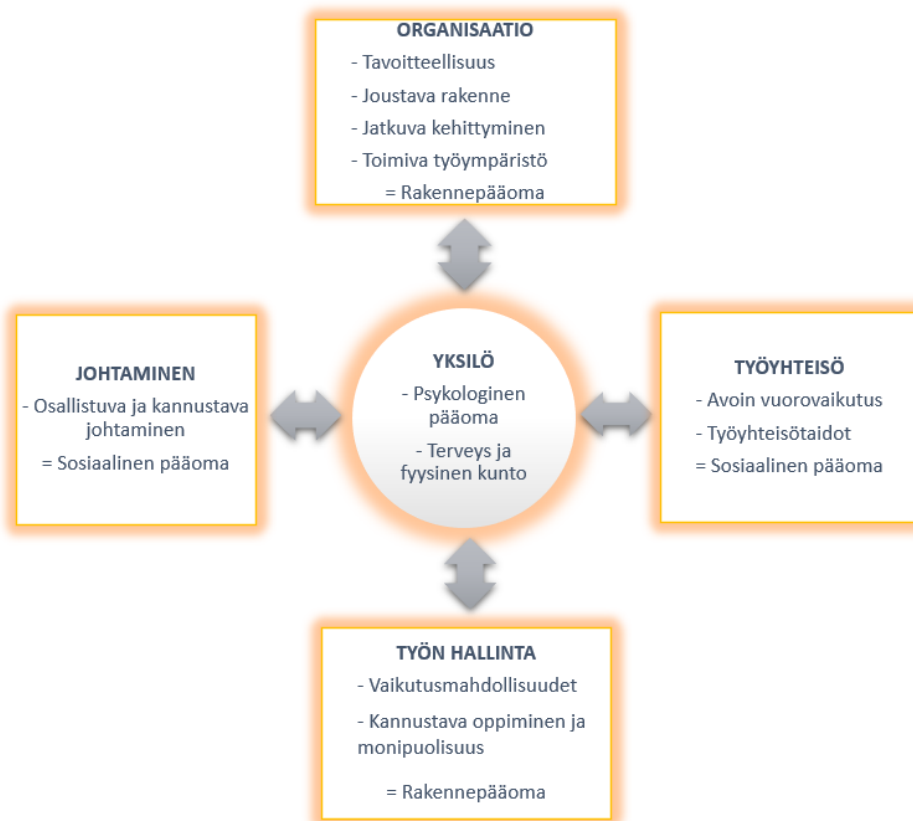 ORGANISAATIO
- Tavoitteellisuus
- Joustava rakenne
- Jatkuva kehittyminen
- Toimiva työympäristö
= Rakennepääoma
JOHTAMINEN
- Osallistuva ja kannustava
johtaminen
= Sosiaalinen pääoma
YKSILÖ
- Psykologinen
pääoma
- Terveys ja
fyysinen kunto
TYÖYHTEISÖ
- Avoin vuorovaikutus
- Työyhteisötaidot
= Sosiaalinen pääoma
TYÖN HALLINTA
- Vaikutusmahdollisuudet
- Kannustava oppiminen ja
monipuolisuus
= Rakennepääoma